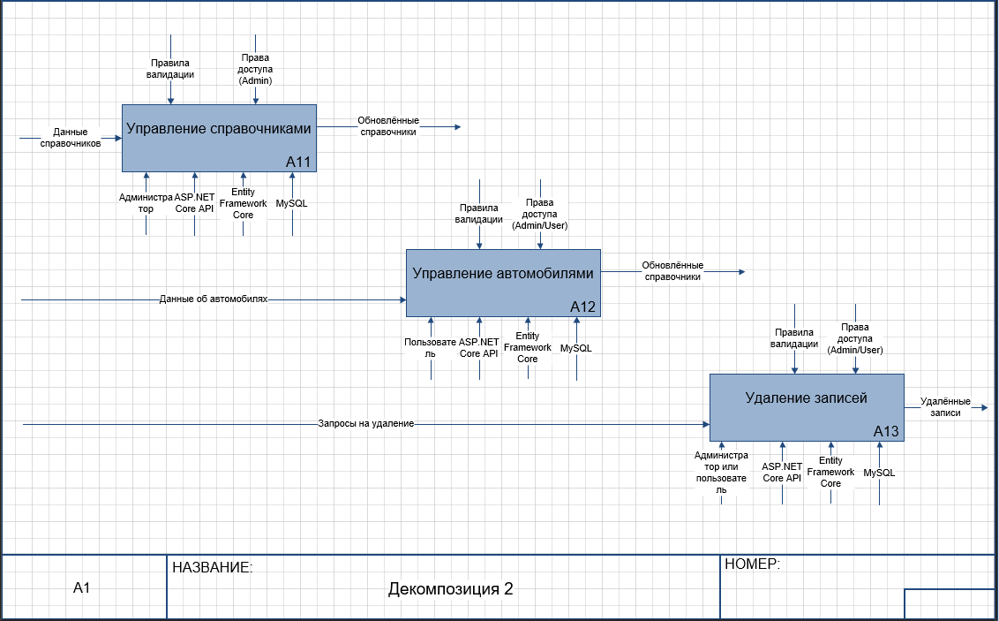 Правила
валидации
Права
доступа
(Admin)
Данные
справочников
Управление справочниками
A11
Обновлённые
справочники
Администра
тор
ASP.NET
Core API
Entity
Framework
Core
MySQL
Правила
валидации
Права
доступа
(Admin/User)
Данные об автомобилях
Управление автомобилями
A12
Обновлённые
справочники
Пользовате
ль
ASP.NET
Core API
Entity
Framework
Core
MySQL
Правила
валидации
Права
доступа
(Admin/User)
Запросы на удаление
Удаление записей
A13
Удалённые
записи
Администра
тор или
пользовате
ль
ASP.NET
Core API
Entity
Framework
Core
MySQL
A1
НАЗВАНИЕ:
Декомпозиция 2
НОМЕР: